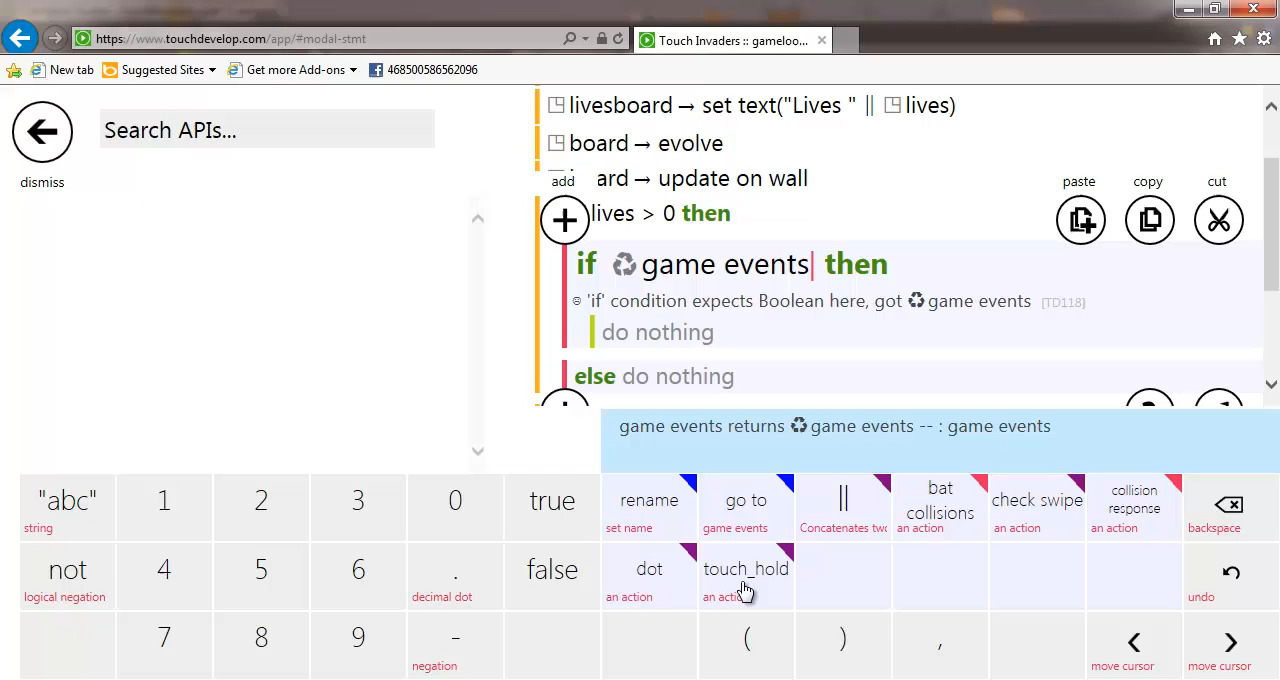 https://www.touchdevelop.com/app/#modal-stmt
Touch Invaders :: gameloo...
New tab
Suggested Sites
Get more Add-ons
468500586562096
Search APIs...
dismiss
livesboard → set text("Lives " || lives)
board → evolve
add
ard → update on wall
lives > 0 then
paste
copy
cut
if game events then
'if' condition expects Boolean here, got game events [TD118]
do nothing
else do nothing
game events returns game events -- : game events
"abc" 1 2 3 0 true rename go to || bat collisions check swipe collision response
string set name game events Concatenates twc an action an action an action backspace
not 4 5 6 . false dot touch_hold
logical negation decimal dot an action an actio undo
7 8 9 - ( ) ,
negation move cursor move cursor